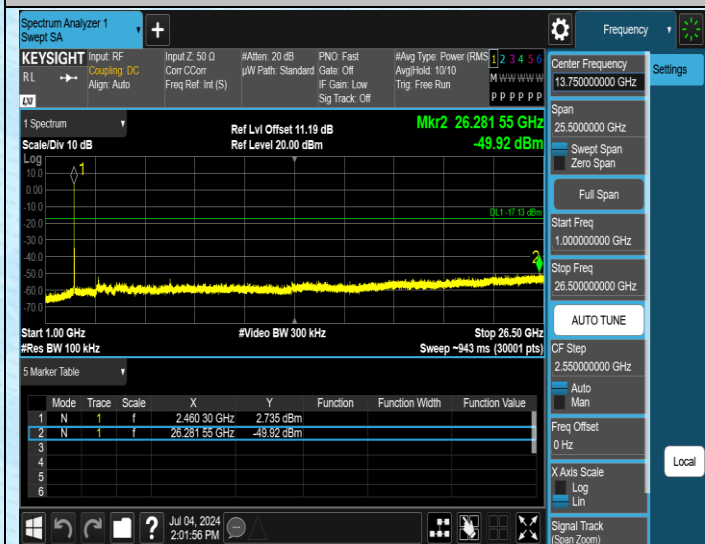 Spectrum Analyzer 1
Swept SA
Frequency
KEYSIGHT
Input: RF
Coupling: DC
Align: Auto
Input Z: 50 Ω
Corr CCorr
Freq Ref: Int (S)
#Atten: 20 dB
µW Path: Standard
PNO: Fast
Gate: Off
IF Gain: Low
Sig Track: Off
#Avg Type: Power (RMS
Avg|Hold: 10/10
Trig: Free Run
1 2 3 4 5 6
M W W W W W
P P P P P P
R L
LXI
1 Spectrum
Scale/Div 10 dB
Ref Lvl Offset 11.19 dB
Ref Level 20.00 dBm
Mkr2 26.281 55 GHz
-49.92 dBm
Log
10.0
0.00
-10.0
-20.0
-30.0
-40.0
-50.0
-60.0
-70.0
1
DL1 -17.13 dBm
2
Start 1.00 GHz
#Res BW 100 kHz
#Video BW 300 kHz
Stop 26.50 GHz
Sweep ~943 ms (30001 pts)
5 Marker Table
Mode Trace Scale X Y Function Function Width Function Value
1 N 1 f 2.460 30 GHz 2.735 dBm
2 N 1 f 26.281 55 GHz -49.92 dBm
3
4
5
6
Jul 04, 2024
2:01:56 PM
?
Center Frequency
13.750000000 GHz
Span
25.5000000 GHz
Swept Span
Zero Span
Full Span
Start Freq
1.000000000 GHz
Stop Freq
26.500000000 GHz
AUTO TUNE
CF Step
2.550000000 GHz
Auto
Man
Freq Offset
0 Hz
X Axis Scale
Log
Lin
Signal Track
(Span Zoom)
Settings
Local